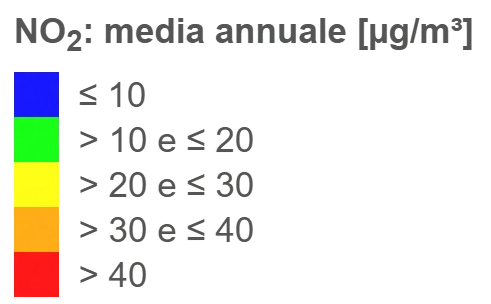 NO₂: media annuale [µg/m³]
≤ 10
> 10 e ≤ 20
> 20 e ≤ 30
> 30 e ≤ 40
> 40